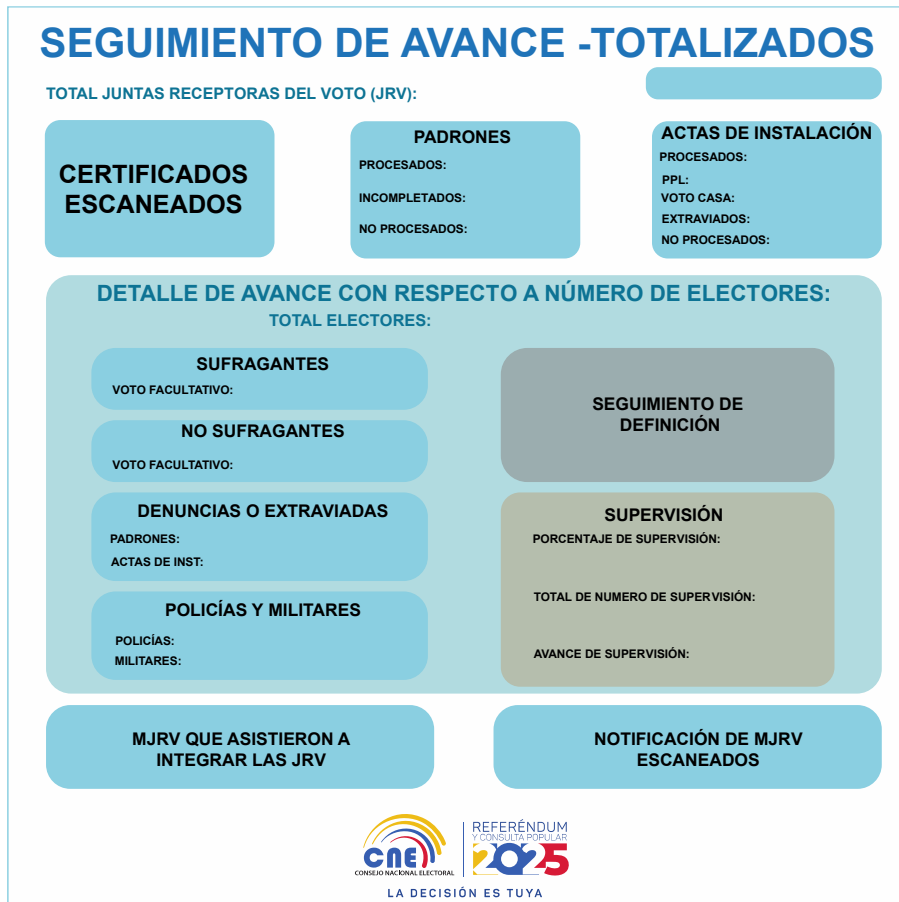 SEGUIMIENTO DE AVANCE -TOTALIZADOS
TOTAL JUNTAS RECEPTORAS DEL VOTO (JRV):
CERTIFICADOS
ESCANEADOS
PADRONES
PROCESADOS:
INCOMPLETADOS:
NO PROCESADOS:
ACTAS DE INSTALACIÓN
PROCESADOS:
PPL:
VOTO CASA:
EXTRAVIADOS:
NO PROCESADOS:
DETALLE DE AVANCE CON RESPECTO A NÚMERO DE ELECTORES:
TOTAL ELECTORES:
SUFRAGANTES
VOTO FACULTATIVO:
NO SUFRAGANTES
VOTO FACULTATIVO:
DENUNCIAS O EXTRAVIADAS
PADRONES:
ACTAS DE INST:
POLICÍAS Y MILITARES
POLICÍAS:
MILITARES:
SEGUIMIENTO DE
DEFINICIÓN
SUPERVISIÓN
PORCENTAJE DE SUPERVISIÓN:
TOTAL DE NUMERO DE SUPERVISIÓN:
AVANCE DE SUPERVISIÓN:
MJRV QUE ASISTIERON A
INTEGRAR LAS JRV
NOTIFICACIÓN DE MJRV
ESCANEADOS
CNE
CONSEJO NACIONAL ELECTORAL
REFERÉNDUM
Y CONSULTA POPULAR
2025
LA DECISIÓN ES TUYA